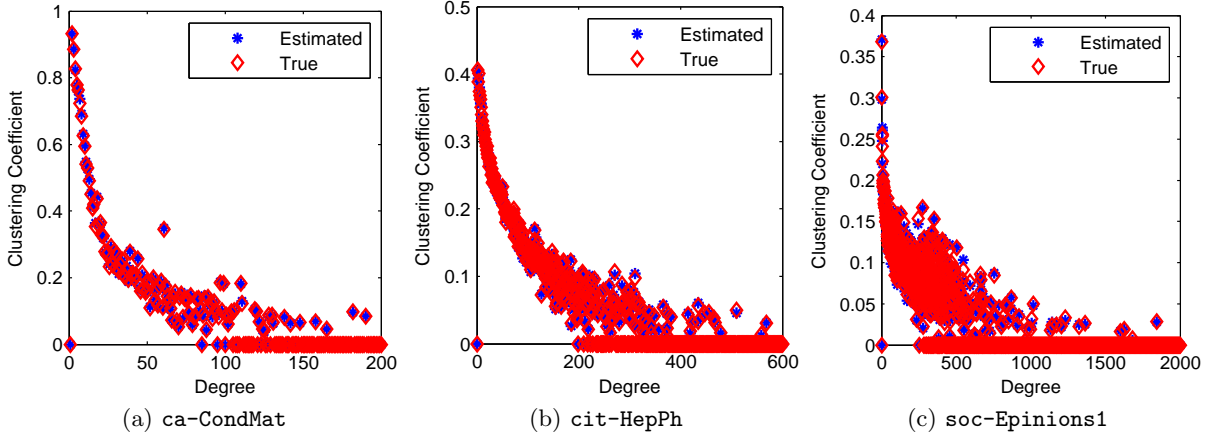 1
0.8
0.6
0.4
0.2
0
Clustering Coefficient
0 50 100 150 200
Degree
Estimated
True
(a) ca-CondMat
0.5
0.4
0.3
0.2
0.1
0
Clustering Coefficient
0 200 400 600
Degree
Estimated
True
(b) cit-HepPh
0.4
0.35
0.3
0.25
0.2
0.15
0.1
0.05
0
Clustering Coefficient
0 500 1000 1500 2000
Degree
Estimated
True
(c) soc-Epinions1